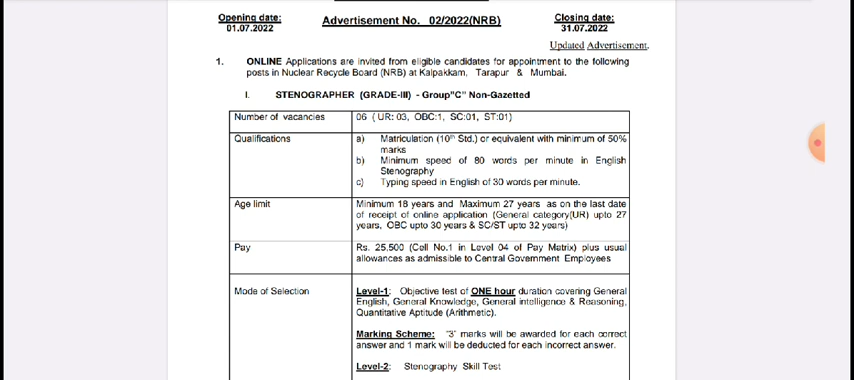 Opening date:
01.07.2022
Advertisement No. 02/2022(NRB)
Closing date:
31.07.2022
Updated Advertisement.
1. ONLINE Applications are invited from eligible candidates for appointment to the following
posts in Nuclear Recycle Board (NRB) at Kalpakkam, Tarapur & Mumbai.
I. STENOGRAPHER (GRADE-III) - Group"C" Non-Gazetted
Number of vacancies
06 ( UR: 03, OBC:1, SC:01, ST:01)
Qualifications
a) Matriculation (10th Std.) or equivalent with minimum of 50%
marks
b) Minimum speed of 80 words per minute in English
Stenography
c) Typing speed in English of 30 words per minute.
Age limit
Minimum 18 years and Maximum 27 years as on the last date
of receipt of online application (General category(UR) upto 27
years, OBC upto 30 years & SC/ST upto 32 years)
Pay
Rs. 25,500 (Cell No.1 in Level 04 of Pay Matrix) plus usual
allowances as admissible to Central Government Employees
Mode of Selection
Level-1: Objective test of ONE hour duration covering General
English, General Knowledge, General intelligence & Reasoning,
Quantitative Aptitude (Arithmetic).
Marking Scheme: "3" marks will be awarded for each correct
answer and 1 mark will be deducted for each incorrect answer.
Level-2: Stenography Skill Test